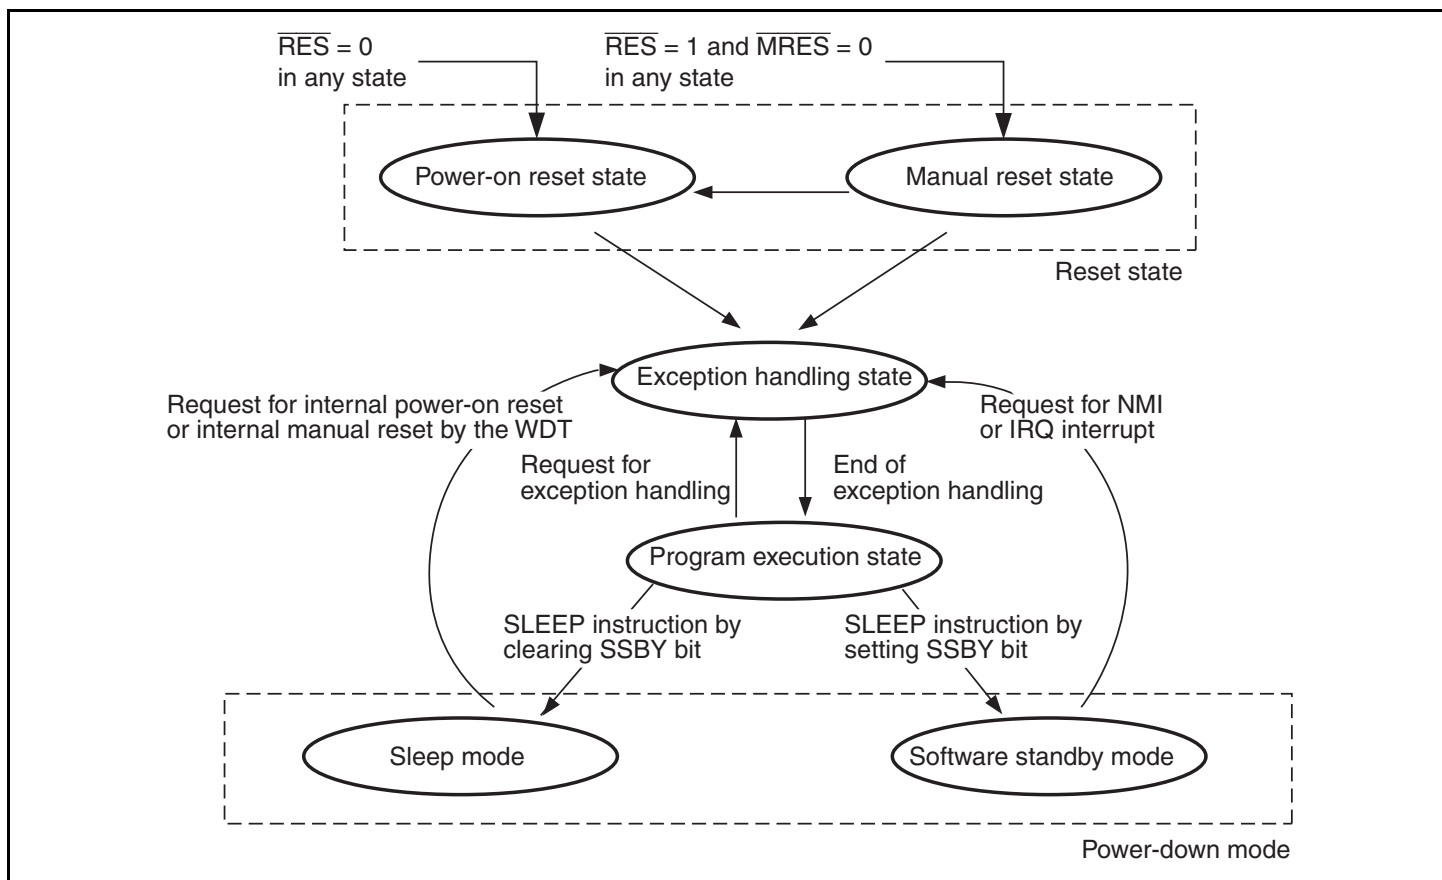 R̅E̅S̅ = 0
in any state
R̅E̅S̅ = 1 and M̅R̅E̅S̅ = 0
in any state
Power-on reset state
Manual reset state
Reset state
Exception handling state
Request for internal power-on reset
or internal manual reset by the WDT
Request for NMI
or IRQ interrupt
Request for
exception handling
End of
exception handling
Program execution state
SLEEP instruction by
clearing SSBY bit
SLEEP instruction by
setting SSBY bit
Sleep mode
Software standby mode
Power-down mode